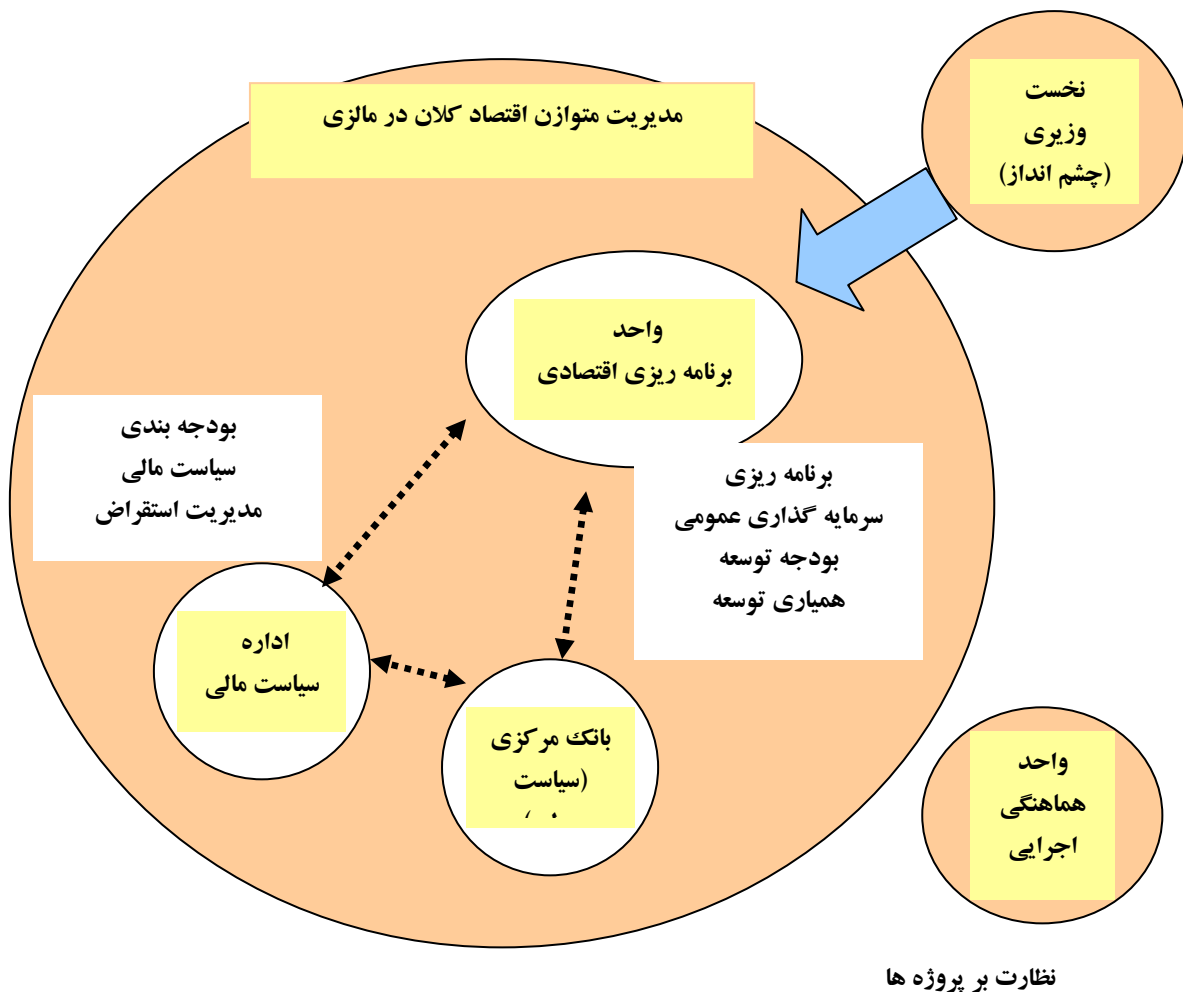 مدیریت متوازن اقتصاد کلان در مالزی
نخست
وزیری
(چشم انداز)
واحد
برنامه ریزی اقتصادی
بودجه بندی
سیاست مالی
مدیریت استقراض
برنامه ریزی
سرمایه گذاری عمومی
بودجه توسعه
همیاری توسعه
اداره
سیاست مالی
بانک مرکزی
(سیاست
واحد
هماهنگی
اجرایی
نظارت بر پروژه ها